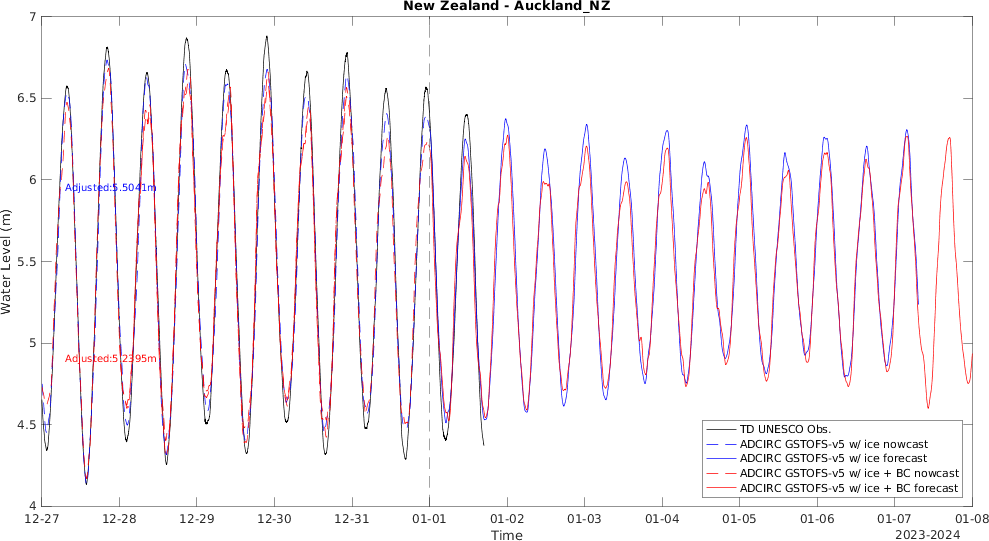 New Zealand - Auckland_NZ
7
6.5
6
5.5
5
4.5
4
Water Level (m)
Adjusted:5.5041m
Adjusted:5.2395m
TD UNESCO Obs.
ADCIRC GSTOFS-v5 w/ ice nowcast
ADCIRC GSTOFS-v5 w/ ice forecast
ADCIRC GSTOFS-v5 w/ ice + BC nowcast
ADCIRC GSTOFS-v5 w/ ice + BC forecast
12-27 12-28 12-29 12-30 12-31 01-01 01-02 01-03 01-04 01-05 01-06 01-07 01-08
Time
2023-2024